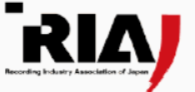 RIAJ
Recording Industry Association of Japan